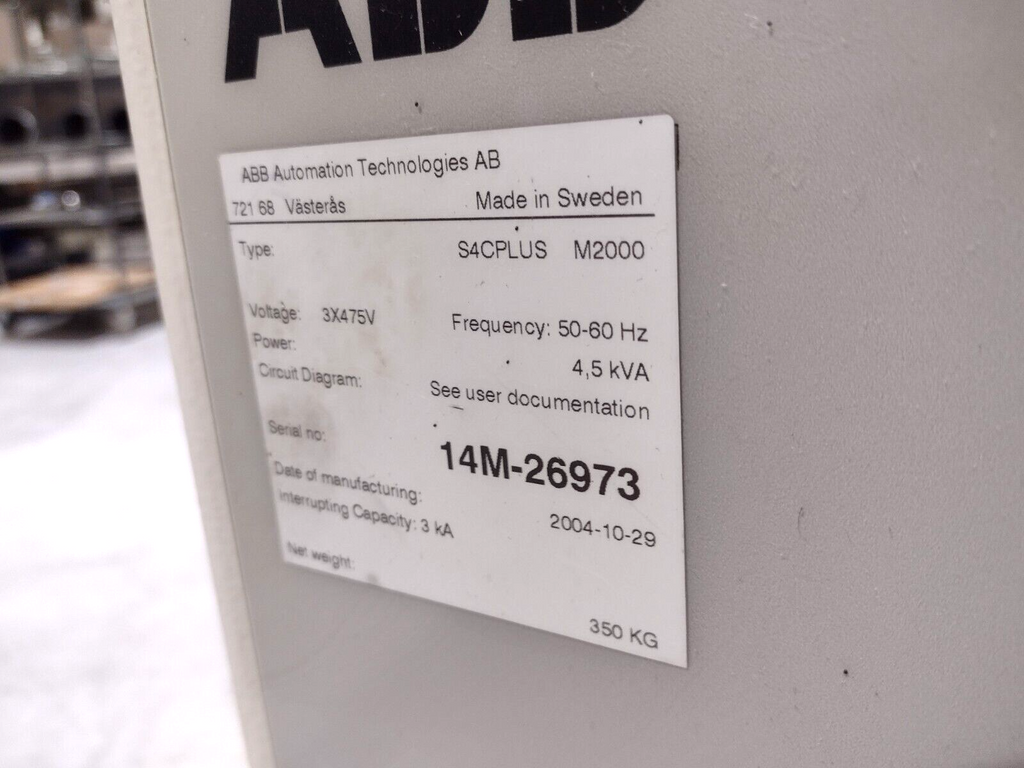 ABB
ABB Automation Technologies AB
721 68 Västerås Made in Sweden
Type: S4CPLUS M2000
Voltage: 3X475V Frequency: 50-60 Hz
Power: 4,5 kVA
Circuit Diagram: See user documentation
Serial no: 14M-26973
Date of manufacturing: 2004-10-29
Interrupting Capacity: 3 kA
Net weight: 350 KG